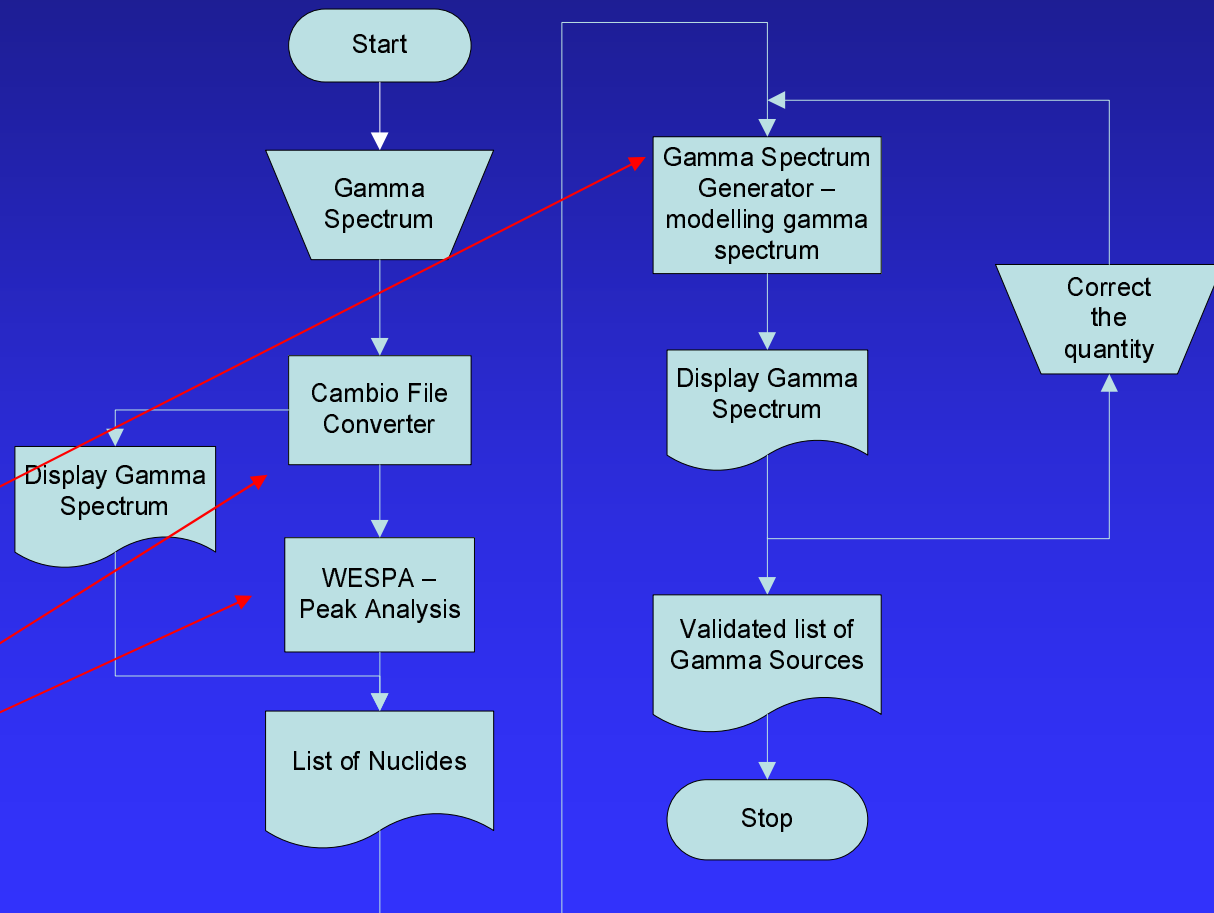 Start
Gamma
Spectrum
Cambio File
Converter
Display Gamma
Spectrum
WESPA –
Peak Analysis
List of Nuclides
Gamma Spectrum
Generator –
modelling gamma
spectrum
Correct
the
quantity
Display Gamma
Spectrum
Validated list of
Gamma Sources
Stop